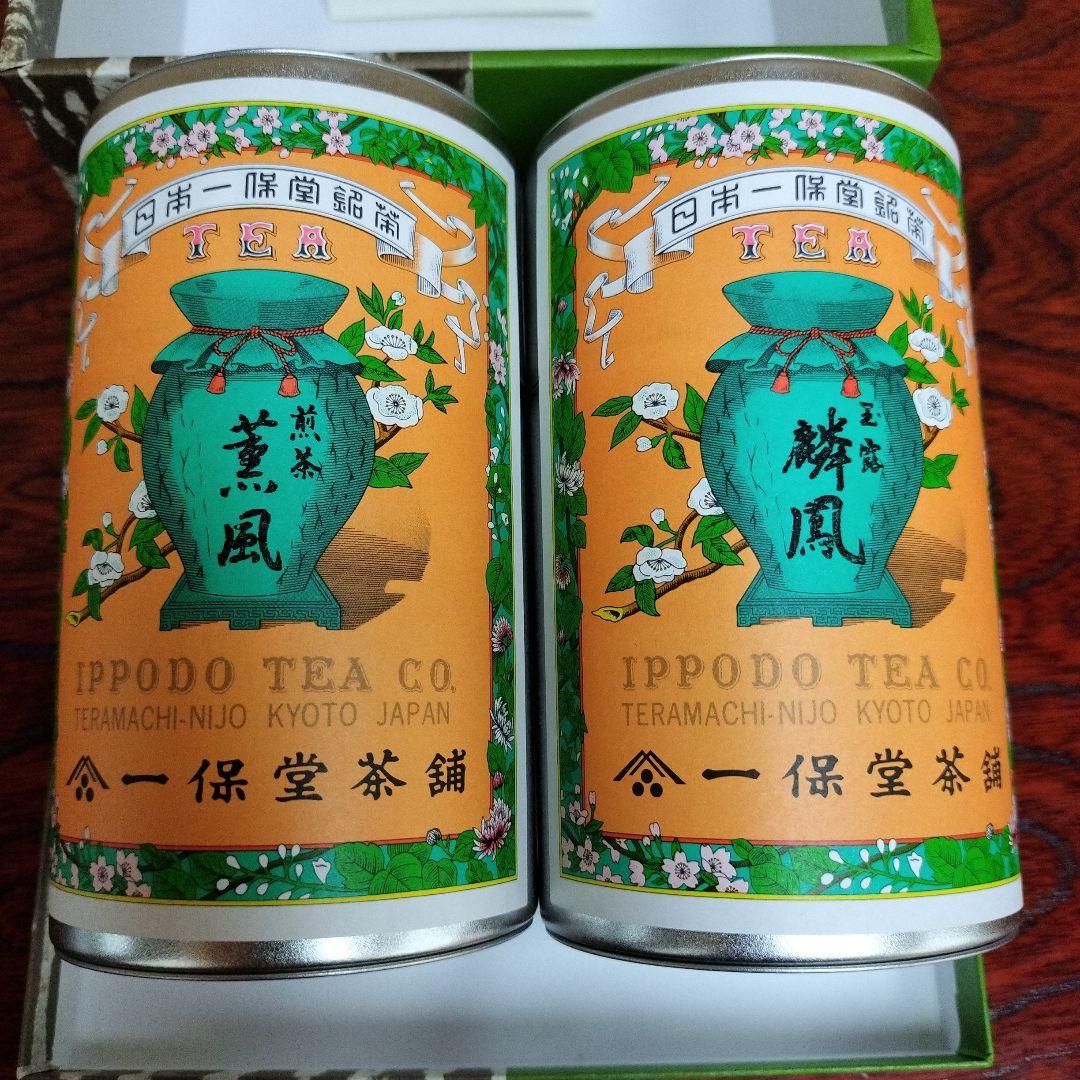 日本一保堂銘茶
TEA
煎茶
薫風
IPPODO TEA CO.
TERAMACHI-NIJO KYOTO JAPAN
一保堂茶舖
日本一保堂銘茶
TEA
玉露
麟鳳
IPPODO TEA CO.
TERAMACHI-NIJO KYOTO JAPAN
一保堂茶舖